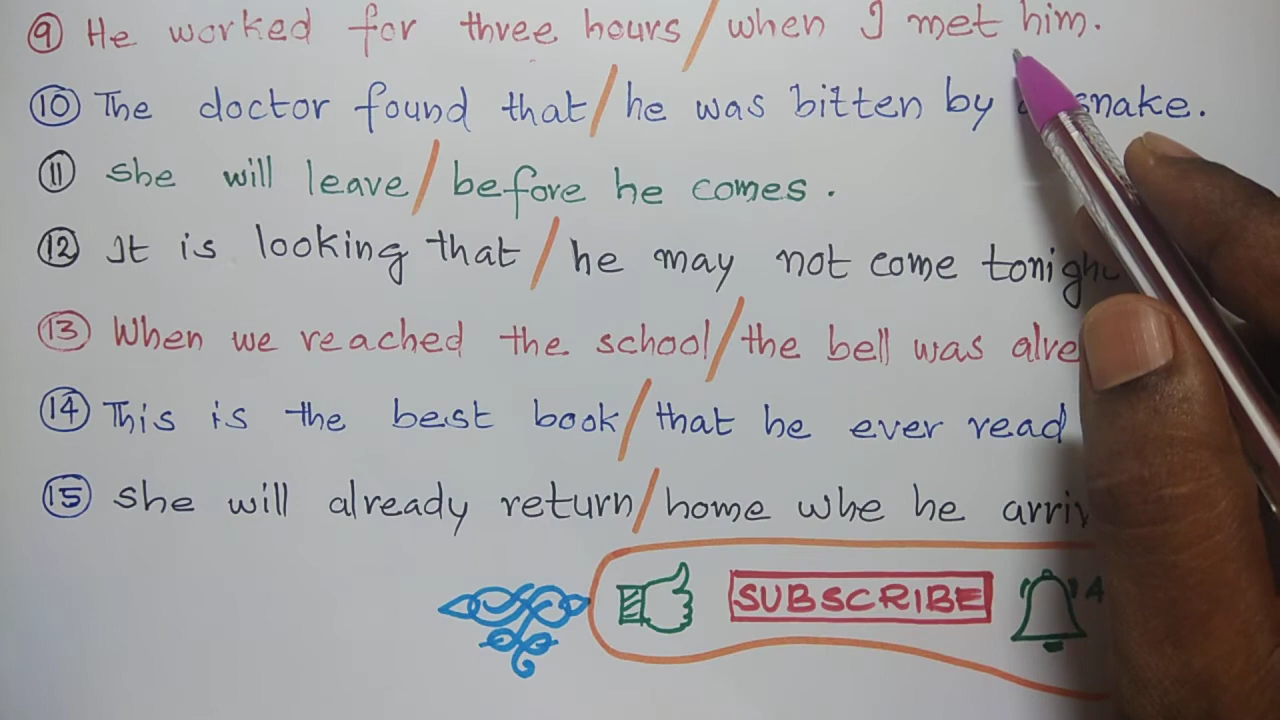 9 He worked for three hours / when I met him.
10 The doctor found that / he was bitten by snake.
11 She will leave / before he comes.
12 It is looking that / he may not come
13 When we reached the school / the bell was
14 This is the best book / that he ever read
15 She will already return / home whe he
SUBSCRIBE